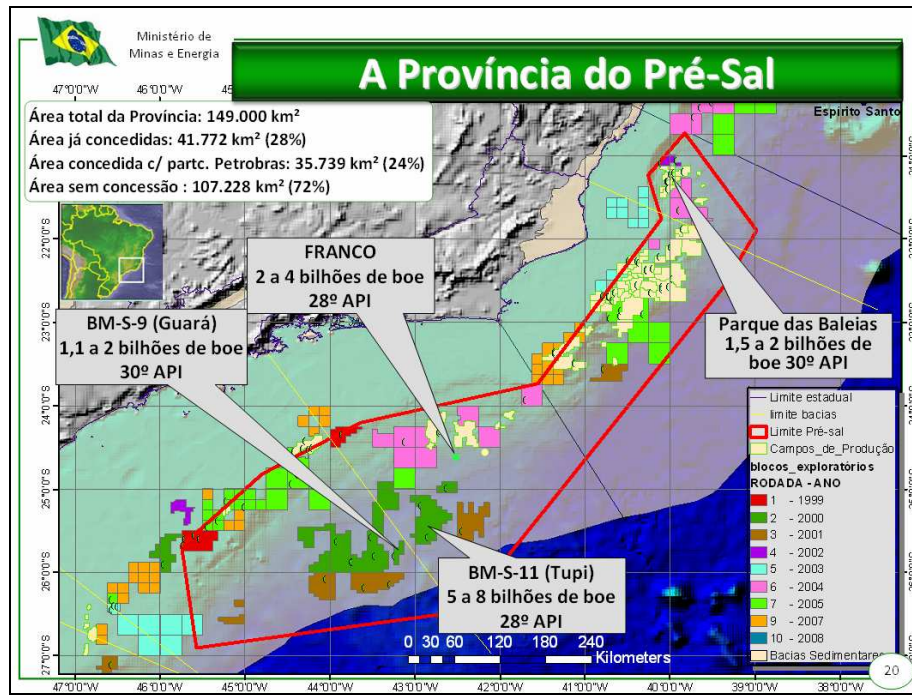 Ministério de
Minas e Energia
A Província do Pré-Sal
47°0'0"W 46°0'0"W
Área total da Província: 149.000 km²
Área já concedidas: 41.772 km² (28%)
Área concedida c/ partc. Petrobras: 35.739 km² (24%)
Área sem concessão : 107.228 km² (72%)
Espirito Santo
22°0'0"S
23°0'0"S
24°0'0"S
25°0'0"S
26°0'0"S
27°0'0"S
FRANCO
2 a 4 bilhões de boe
28º API
BM-S-9 (Guará)
1,1 a 2 bilhões de boe
30º API
Parque das Baleias
1,5 a 2 bilhões de
boe 30º API
BM-S-11 (Tupi)
5 a 8 bilhões de boe
28º API
Limite estadual
limite bacias
Limite Pré-sal
Campos_de_Produção
blocos_exploratórios
RODADA - ANO
1 - 1999
2 - 2000
3 - 2001
4 - 2002
5 - 2003
6 - 2004
7 - 2005
9 - 2007
10 - 2008
Bacias Sedimentares
0 30 60 120 180 240
Kilometers
47°0'0"W 46°0'0"W 45°0'0"W 44°0'0"W 43°0'0"W 42°0'0"W 41°0'0"W 40°0'0"W 39°0'0"W 38°0'0"W
20